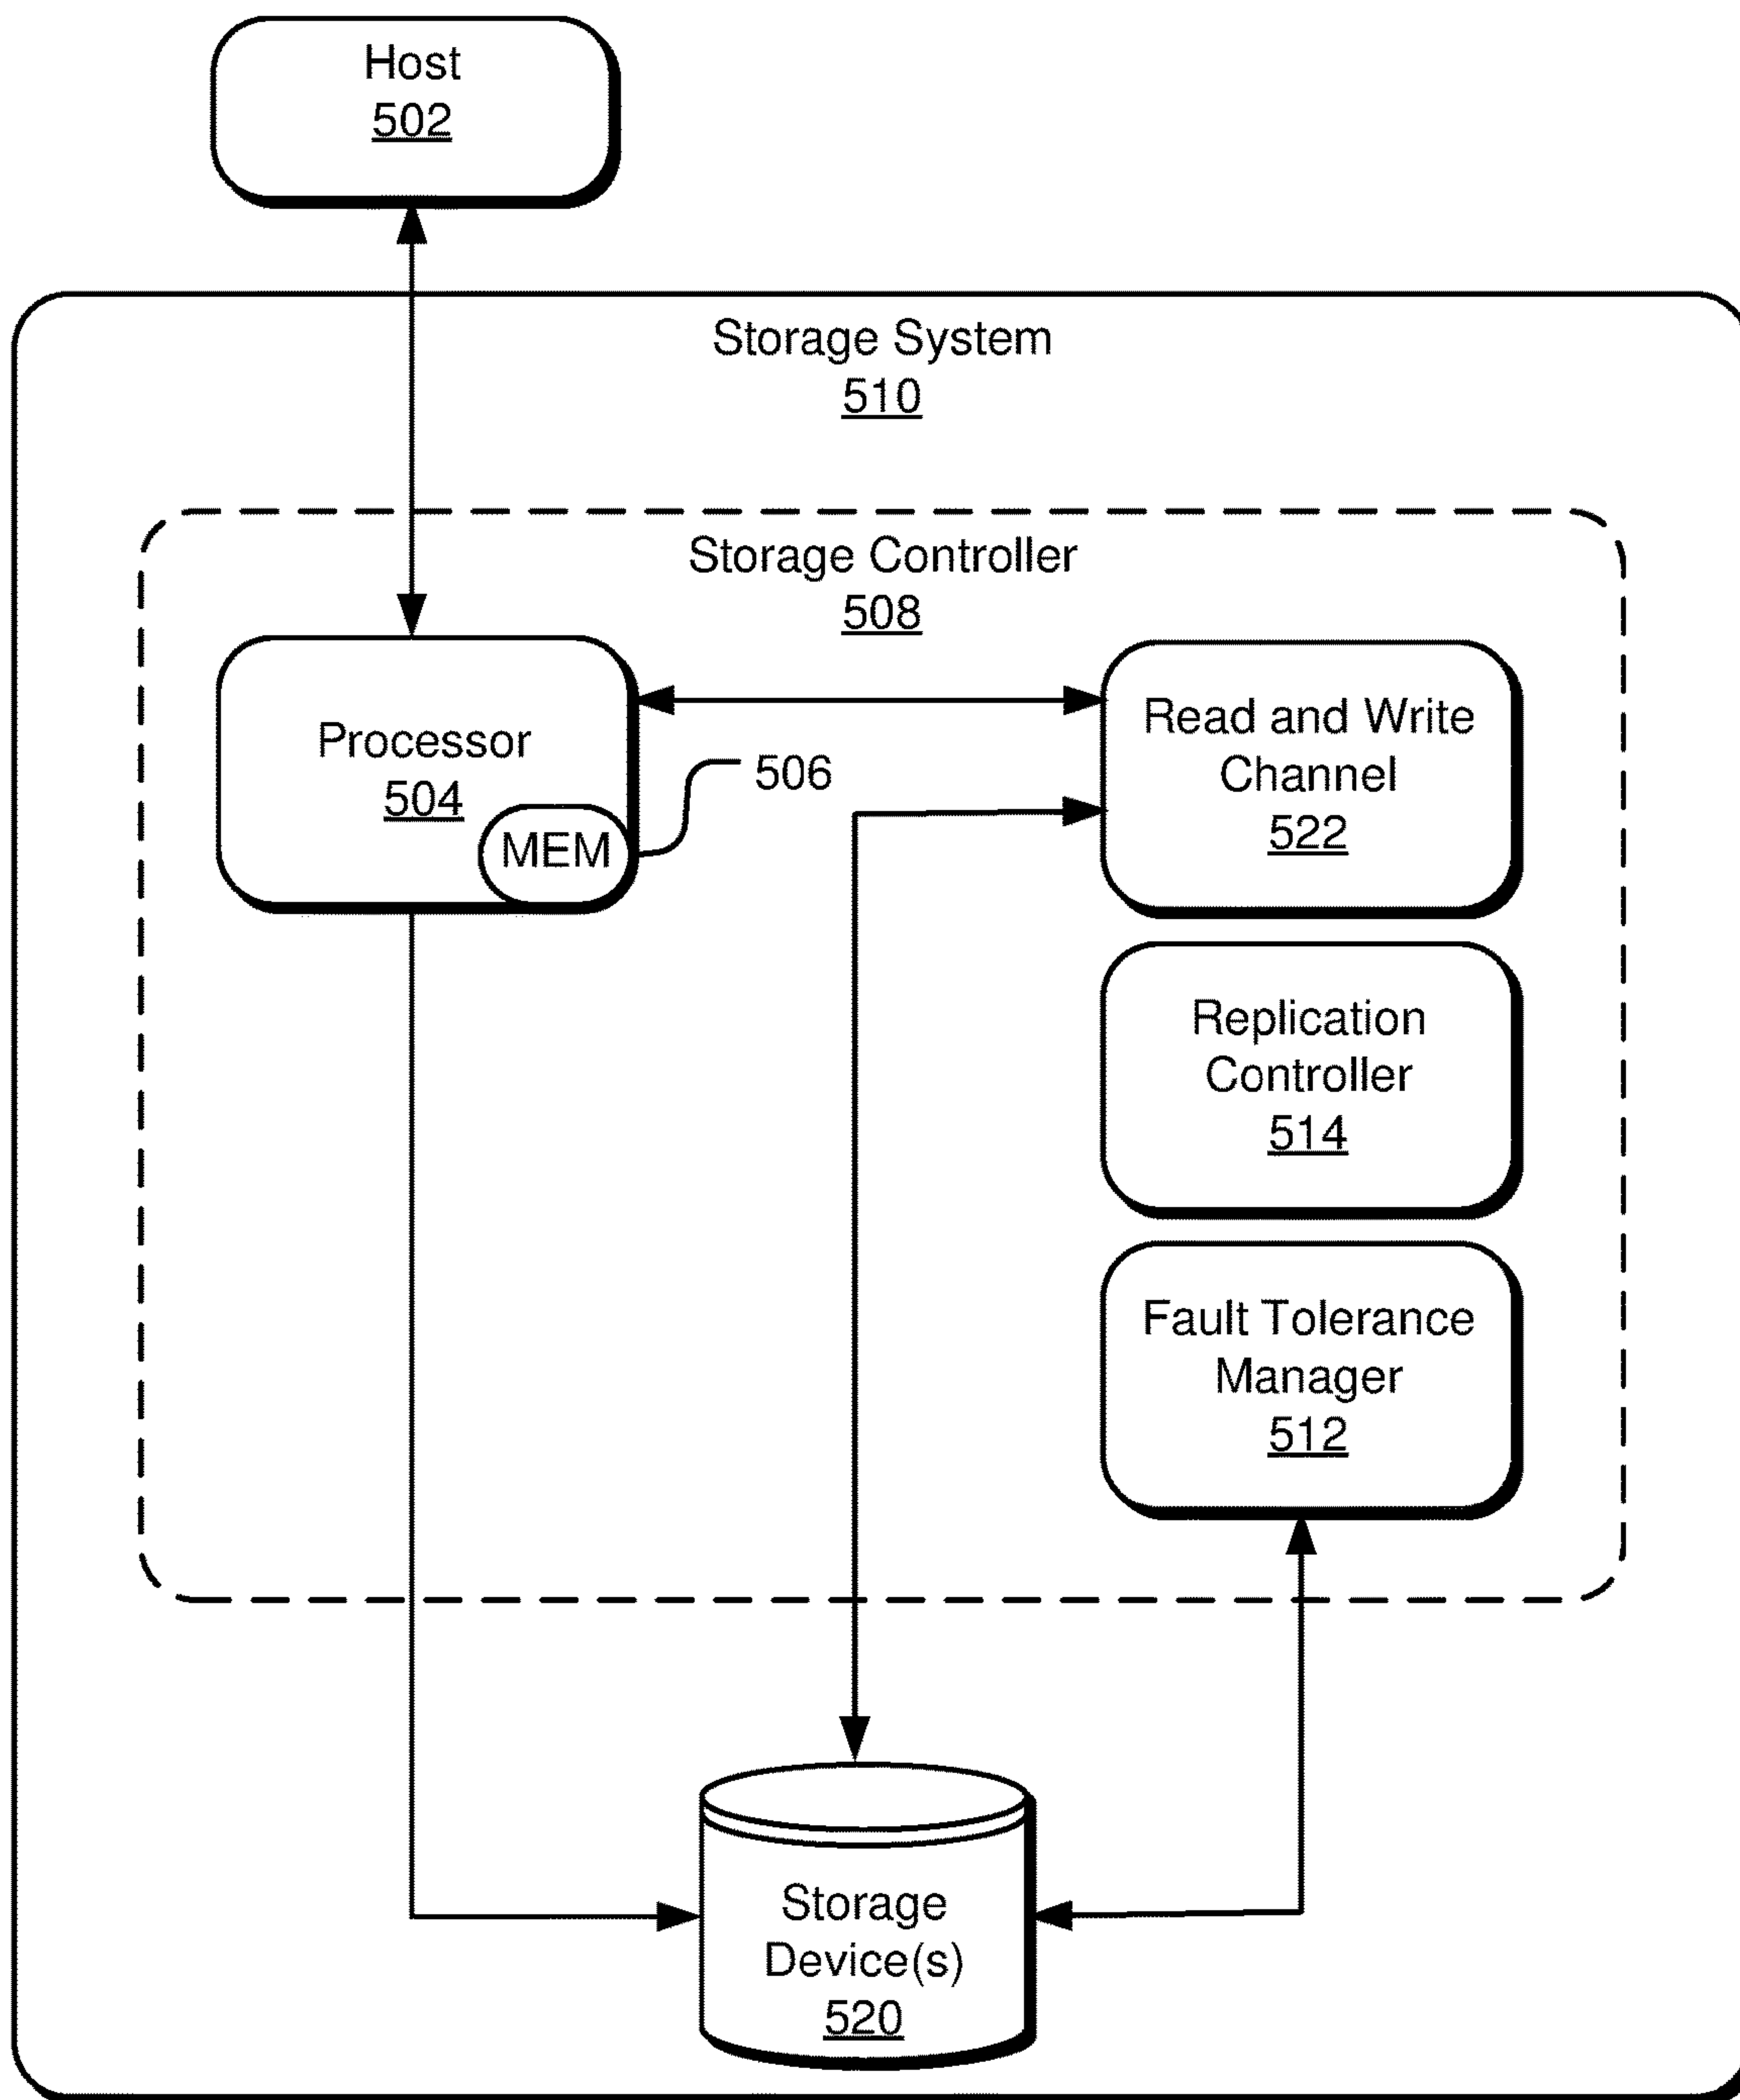 Host
502
Storage System
510
Storage Controller
508
Processor
504
MEM
506
Read and Write
Channel
522
Replication
Controller
514
Fault Tolerance
Manager
512
Storage
Device(s)
520